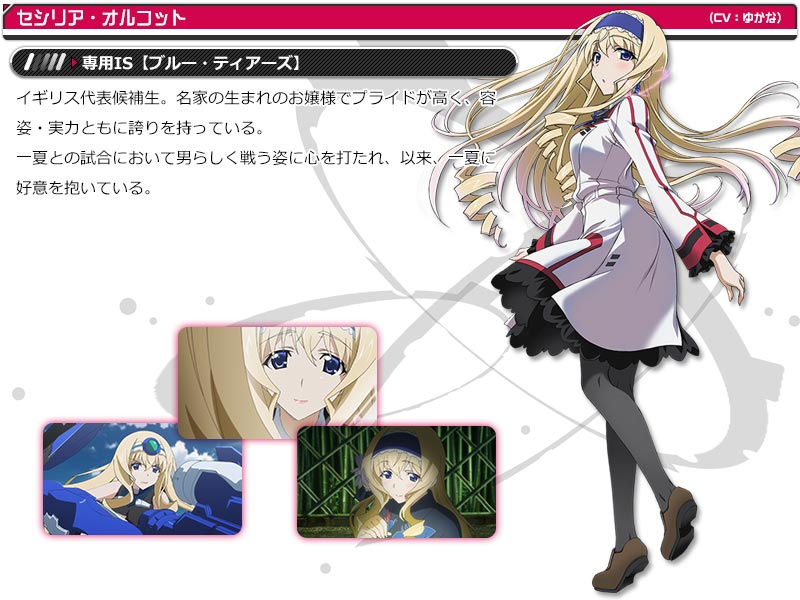 セシリア・オルコット
(CV：ゆかな)
専用IS【ブルー・ティアーズ】
イギリス代表候補生。名家の生まれのお嬢様でプライドが高く、容
姿・実力ともに誇りを持っている。
一夏との試合において男らしく戦う姿に心を打たれ、以来、一夏に
好意を抱いている。